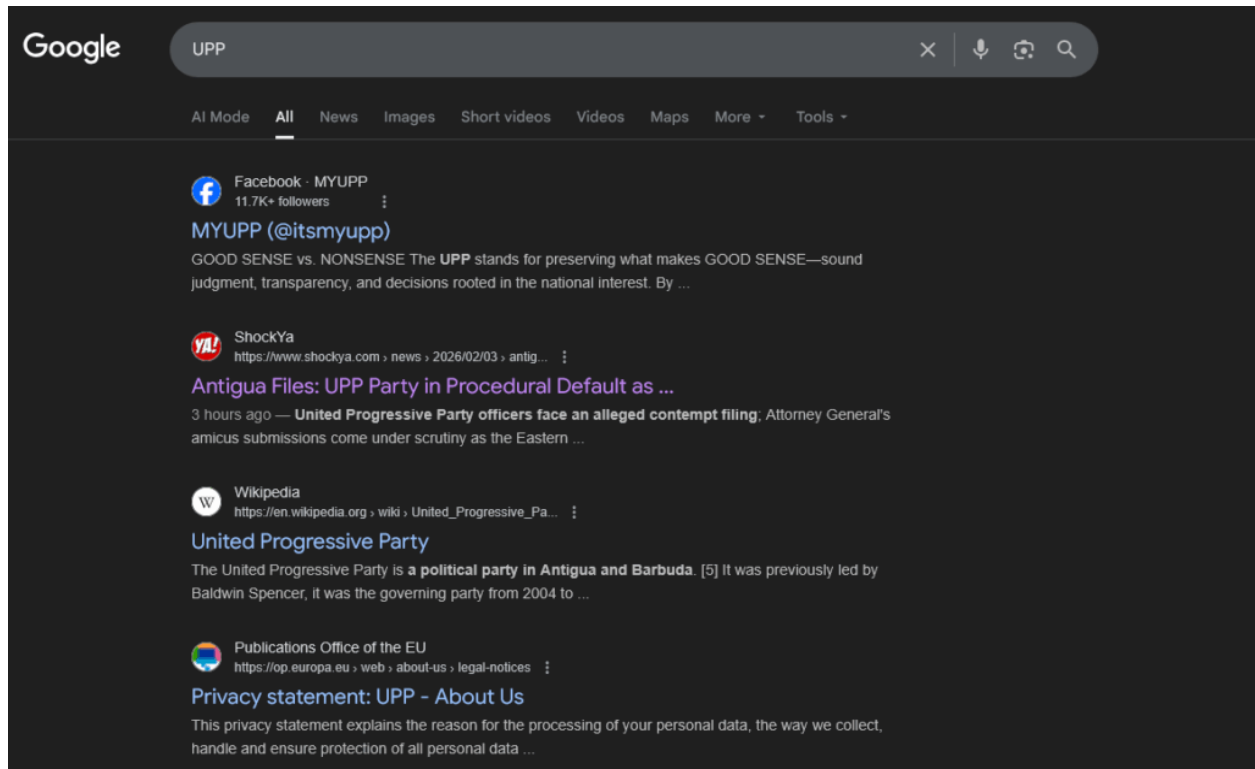 Google
UPP
AI Mode All News Images Short videos Videos Maps More Tools
Facebook · MYUPP
11.7K+ followers
MYUPP (@itsmyupp)
GOOD SENSE vs. NONSENSE The UPP stands for preserving what makes GOOD SENSE—sound
judgment, transparency, and decisions rooted in the national interest. By ...
YA!
ShockYa
https://www.shockya.com › news › 2026/02/03 › antig...
Antigua Files: UPP Party in Procedural Default as ...
3 hours ago — United Progressive Party officers face an alleged contempt filing; Attorney General's
amicus submissions come under scrutiny as the Eastern ...
W
Wikipedia
https://en.wikipedia.org › wiki › United_Progressive_Pa...
United Progressive Party
The United Progressive Party is a political party in Antigua and Barbuda. [5] It was previously led by
Baldwin Spencer, it was the governing party from 2004 to ...
Publications Office of the EU
https://op.europa.eu › web › about-us › legal-notices
Privacy statement: UPP - About Us
This privacy statement explains the reason for the processing of your personal data, the way we collect,
handle and ensure protection of all personal data ...